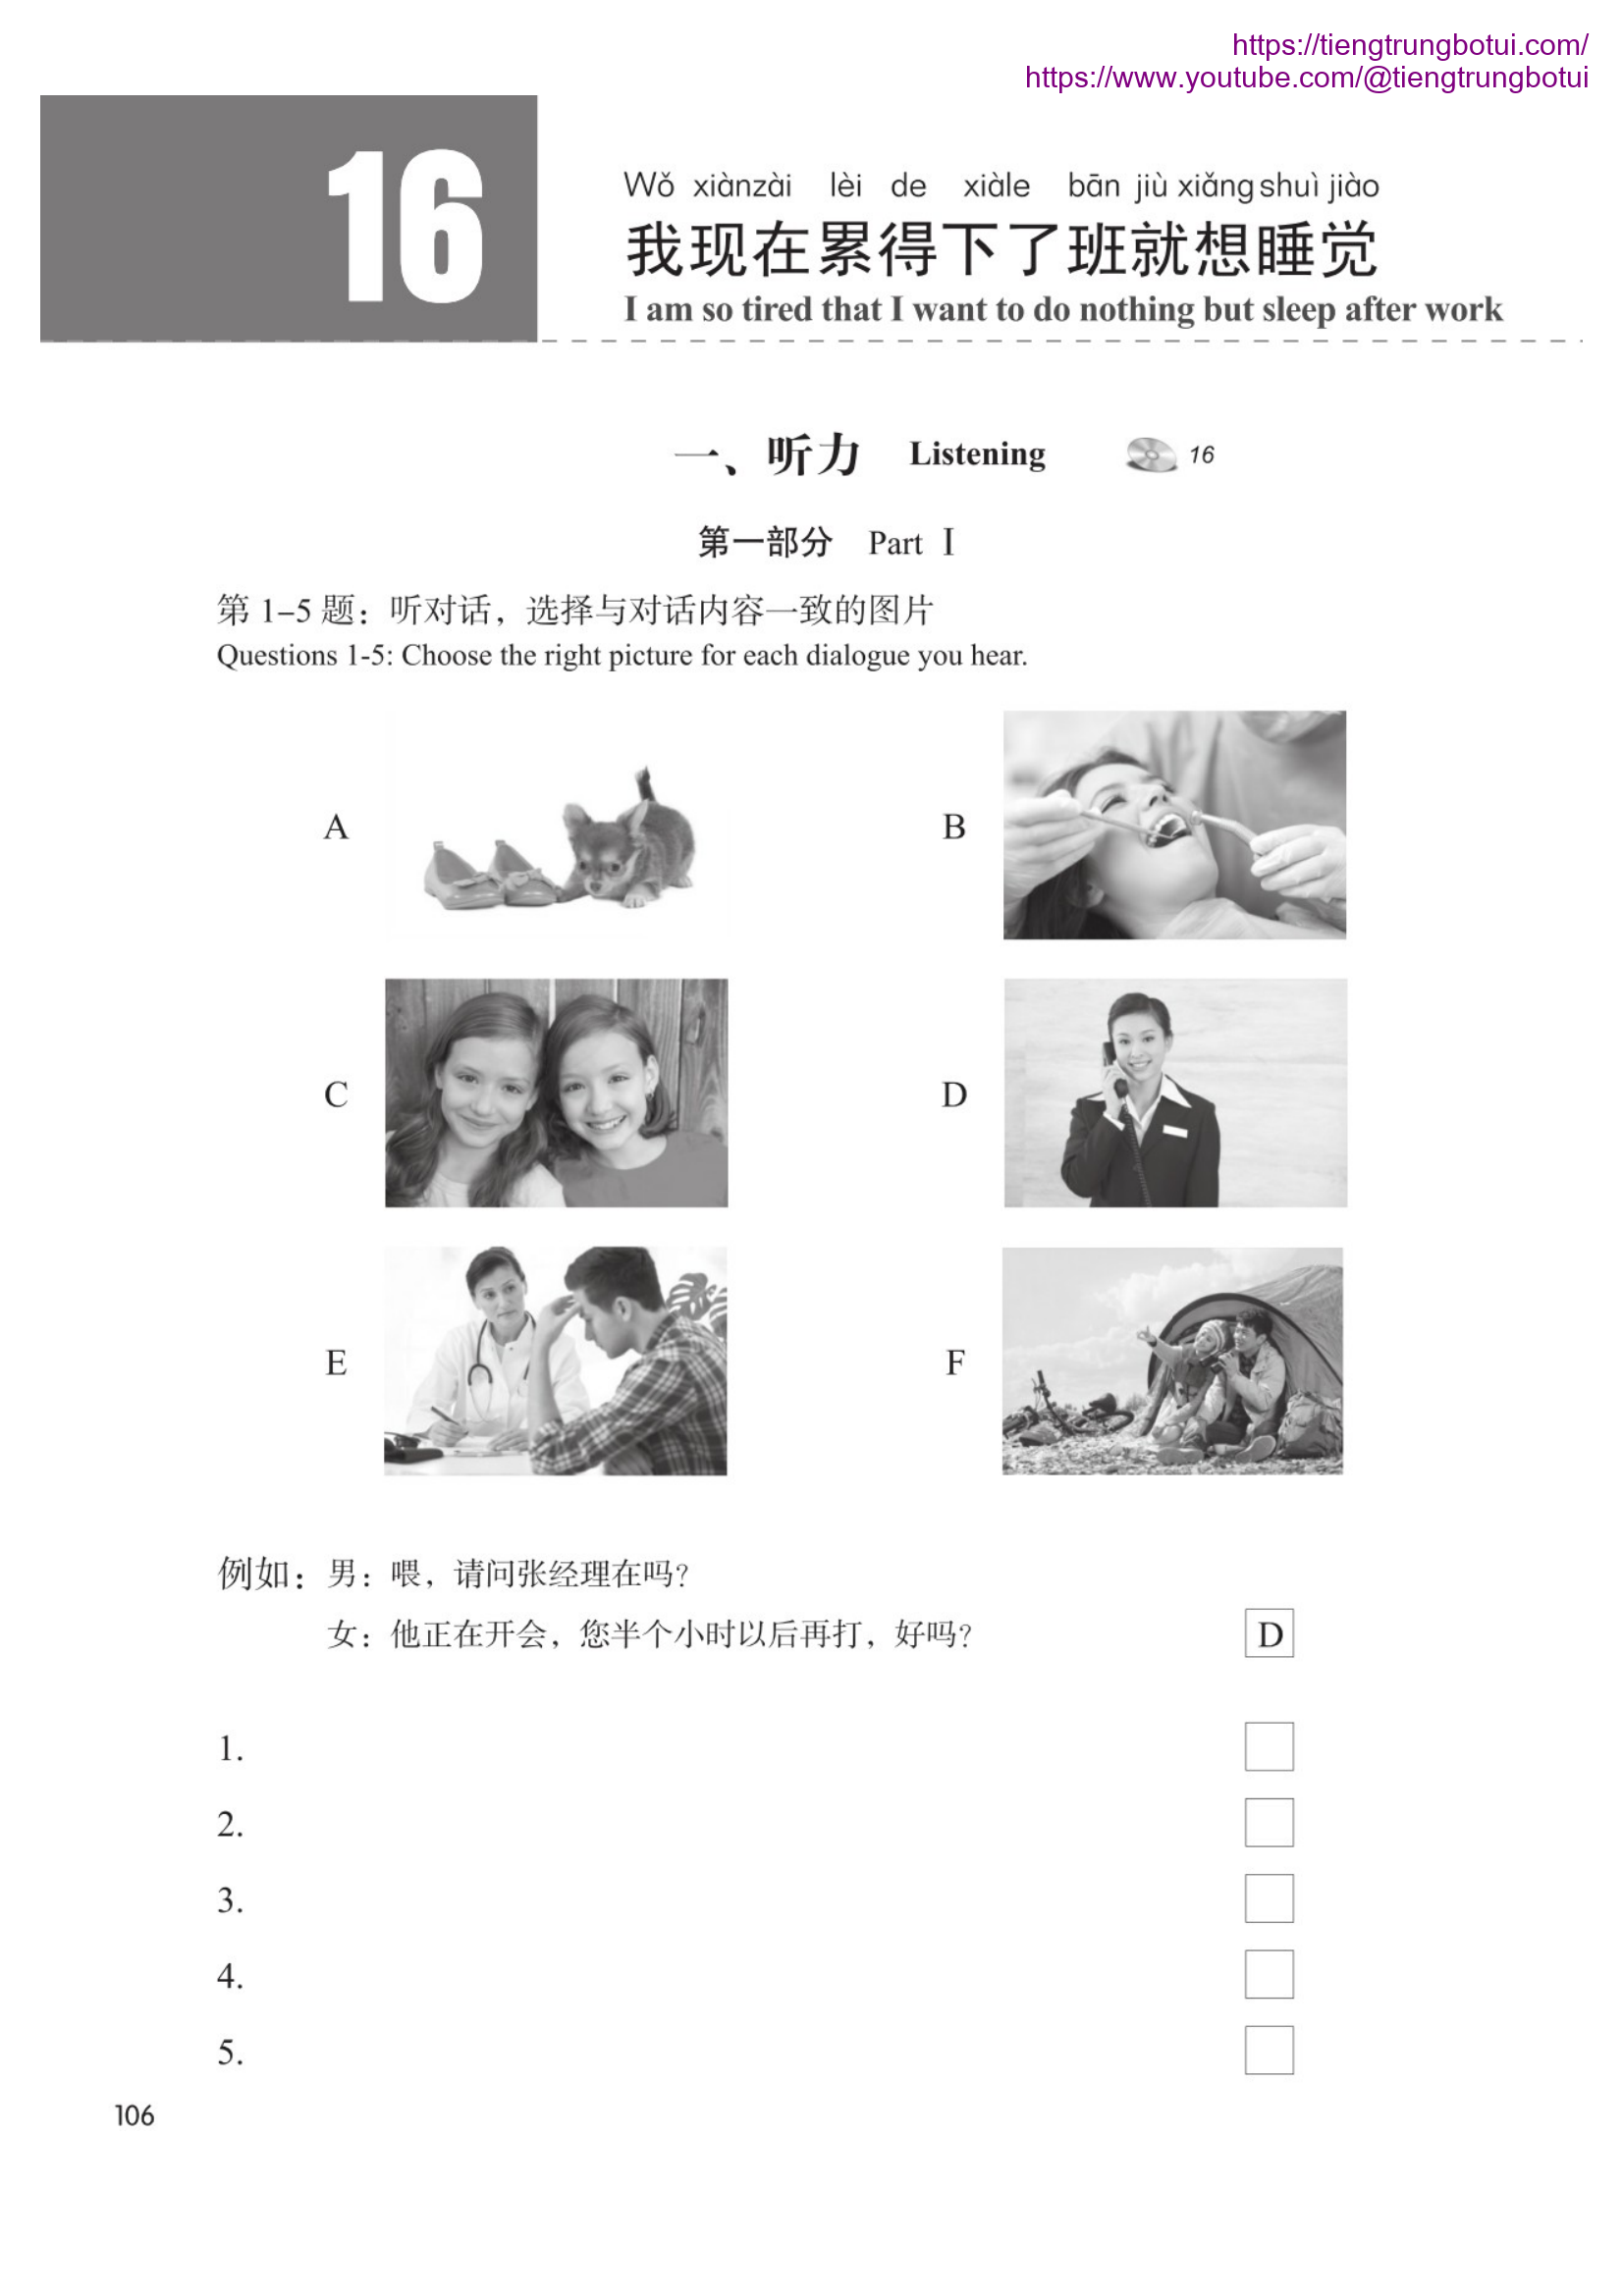 https://tiengtrungbotui.com/
https://www.youtube.com/@tiengtrungbotui
16
Wǒ xiànzài lèi de xiàle bān jiù xiǎng shuì jiào
我现在累得下了班就想睡觉
I am so tired that I want to do nothing but sleep after work
一、听力 Listening 16
第一部分 Part Ⅰ
第 1–5 题：听对话，选择与对话内容一致的图片
Questions 1-5: Choose the right picture for each dialogue you hear.
A
B
C
D
E
F
例如：男：喂，请问张经理在吗？
女：他正在开会，您半个小时以后再打，好吗？ D
1.
2.
3.
4.
5.
106